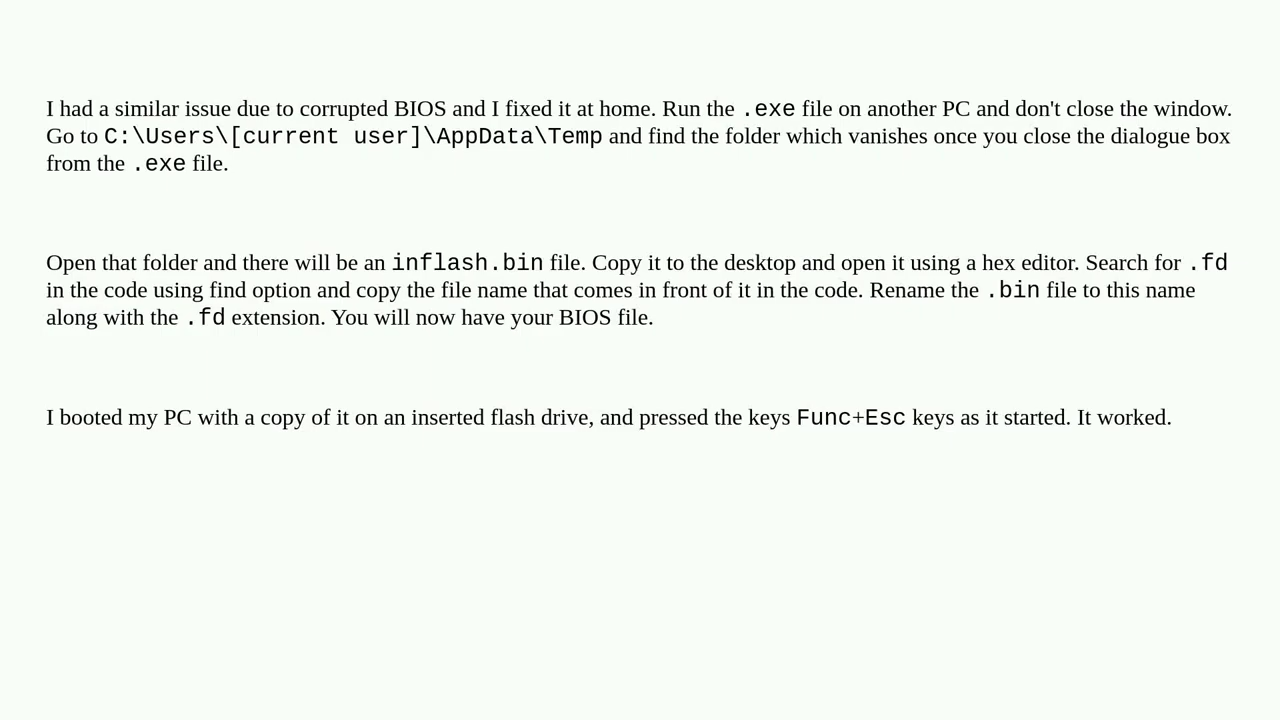 I had a similar issue due to corrupted BIOS and I fixed it at home. Run the .exe file on another PC and don't close the window.
Go to C:\Users\[current user]\AppData\Temp and find the folder which vanishes once you close the dialogue box
from the .exe file.
Open that folder and there will be an inflash.bin file. Copy it to the desktop and open it using a hex editor. Search for .fd
in the code using find option and copy the file name that comes in front of it in the code. Rename the .bin file to this name
along with the .fd extension. You will now have your BIOS file.
I booted my PC with a copy of it on an inserted flash drive, and pressed the keys Func+Esc keys as it started. It worked.